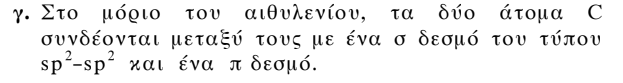 γ. Στο μόριο του αιθυλενίου, τα δύο άτομα C
συνδέονται μεταξύ τους με ένα σ δεσμό του τύπου
sp²–sp² και ένα π δεσμό.